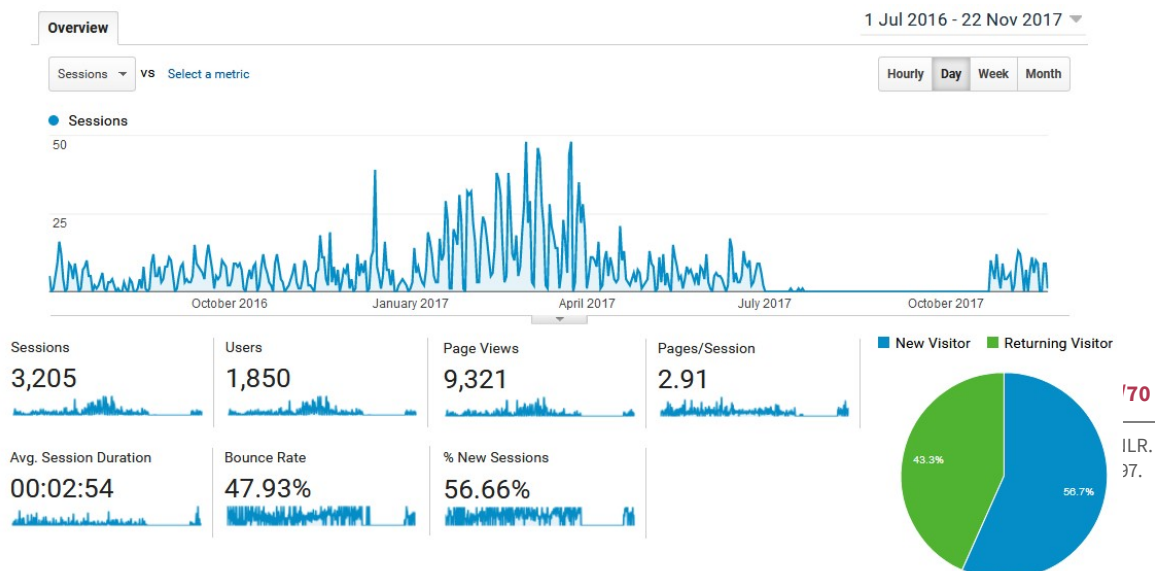 Overview
1 Jul 2016 - 22 Nov 2017
Sessions vs Select a metric
Hourly Day Week Month
Sessions
50
25
October 2016 January 2017 April 2017 July 2017 October 2017
Sessions Users Page Views Pages/Session
3,205 1,850 9,321 2.91
Avg. Session Duration Bounce Rate % New Sessions
00:02:54 47.93% 56.66%
New Visitor Returning Visitor
43.3%
56.7%
/70
97.